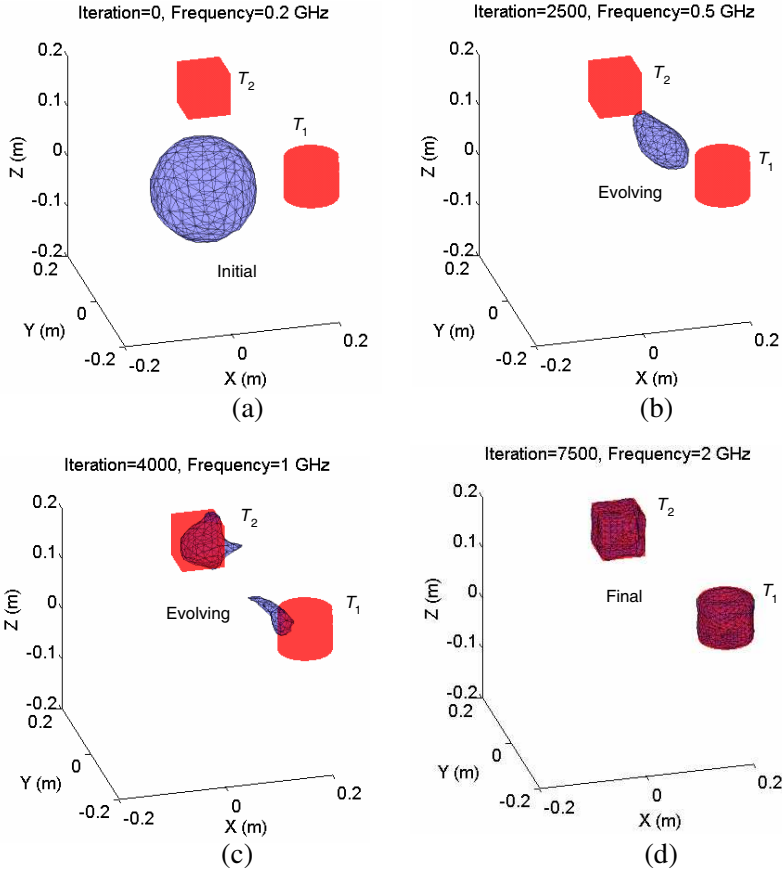 Iteration=0, Frequency=0.2 GHz
0.2
0.1
0
-0.1
-0.2
Z (m)
T2
T1
Initial
0.2
0
-0.2
Y (m)
-0.2
0
0.2
X (m)
(a)
Iteration=2500, Frequency=0.5 GHz
0.2
0.1
0
-0.1
-0.2
Z (m)
T2
T1
Evolving
0.2
0
-0.2
Y (m)
-0.2
0
0.2
X (m)
(b)
Iteration=4000, Frequency=1 GHz
0.2
0.1
0
-0.1
-0.2
Z (m)
T2
T1
Evolving
0.2
0
-0.2
Y (m)
-0.2
0
0.2
X (m)
(c)
Iteration=7500, Frequency=2 GHz
0.2
0.1
0
-0.1
-0.2
Z (m)
T2
T1
Final
0.2
0
-0.2
Y (m)
-0.2
0
0.2
X (m)
(d)